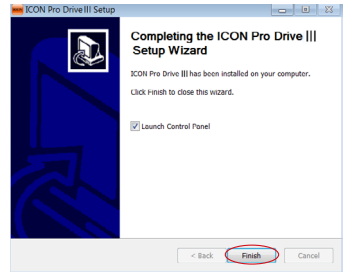 ICON Pro Drive III Setup
Completing the ICON Pro Drive III
Setup Wizard
ICON Pro Drive III has been installed on your computer.
Click Finish to close this wizard.
Launch Control Panel
< Back Finish Cancel